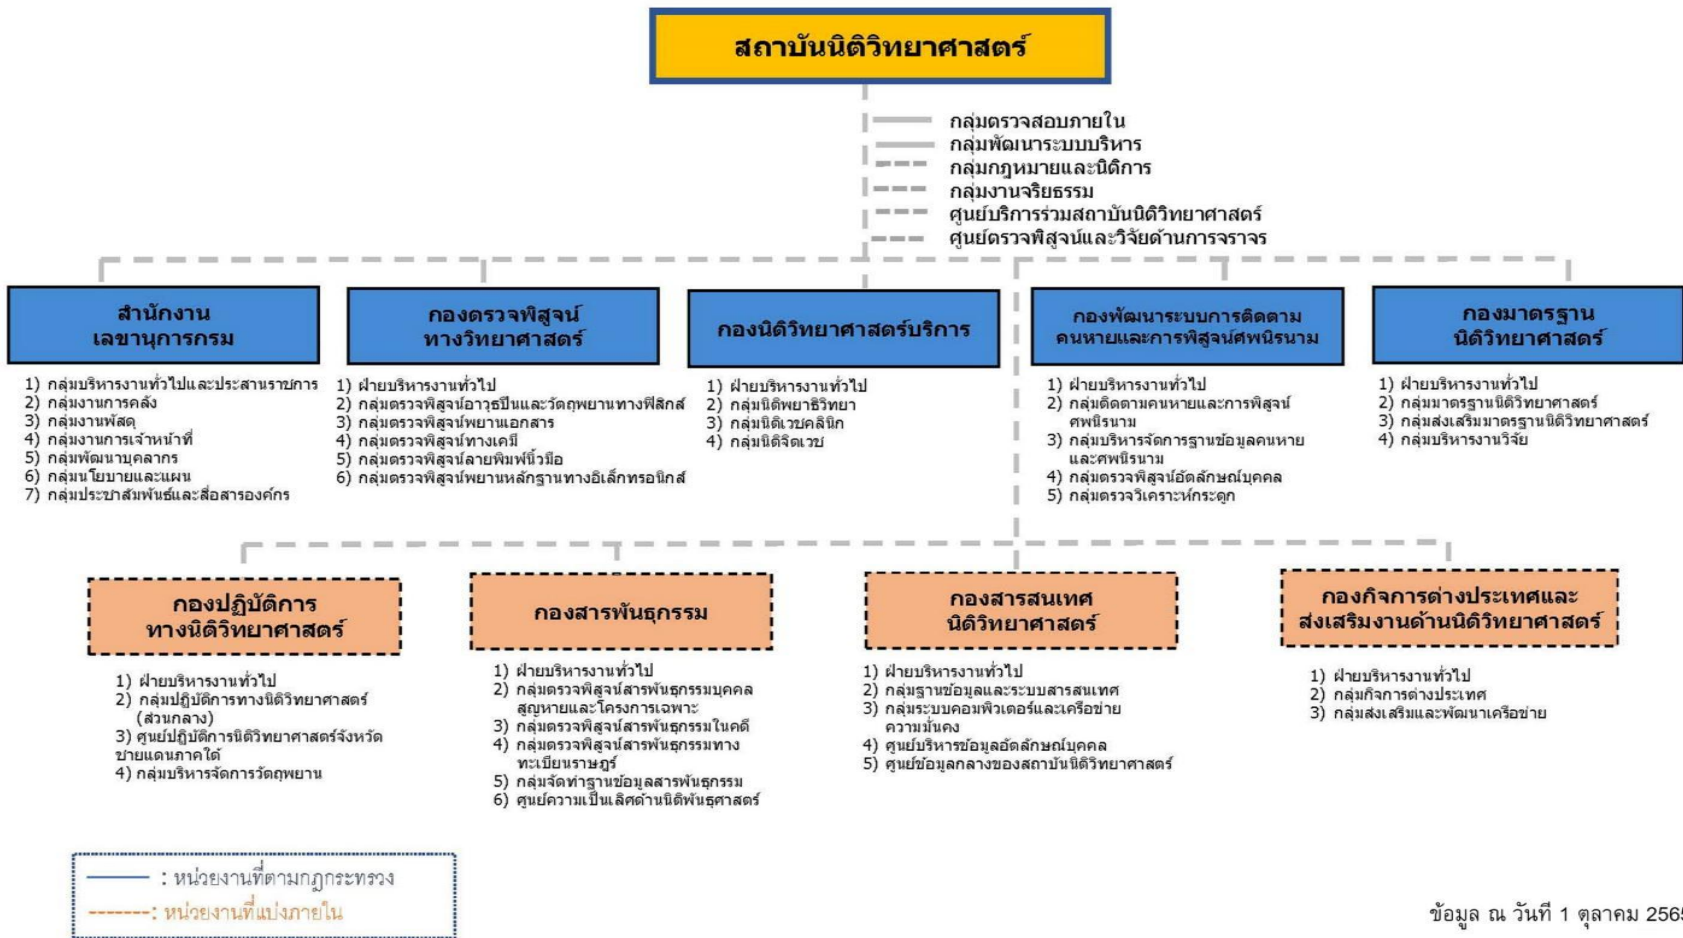 สถาบันนิติวิทยาศาสตร์
กลุ่มตรวจสอบภายใน
กลุ่มพัฒนาระบบบริหาร
กลุ่มกฎหมายและนิติการ
กลุ่มงานจริยธรรม
ศูนย์บริการร่วมสถาบันนิติวิทยาศาสตร์
ศูนย์ตรวจพิสูจน์และวิจัยด้านการจราจร
สำนักงาน
เลขานุการกรม
1) กลุ่มบริหารงานทั่วไปและประสานราชการ
2) กลุ่มงานการคลัง
3) กลุ่มงานพัสดุ
4) กลุ่มงานการเจ้าหน้าที่
5) กลุ่มพัฒนาบุคลากร
6) กลุ่มนโยบายและแผน
7) กลุ่มประชาสัมพันธ์และสื่อสารองค์กร
กองตรวจพิสูจน์
ทางวิทยาศาสตร์
1) ฝ่ายบริหารงานทั่วไป
2) กลุ่มตรวจพิสูจน์อาวุธปืนและวัตถุพยานทางฟิสิกส์
3) กลุ่มตรวจพิสูจน์พยานเอกสาร
4) กลุ่มตรวจพิสูจน์ทางเคมี
5) กลุ่มตรวจพิสูจน์ลายพิมพ์นิ้วมือ
6) กลุ่มตรวจพิสูจน์พยานหลักฐานทางอิเล็กทรอนิกส์
กองนิติวิทยาศาสตร์บริการ
1) ฝ่ายบริหารงานทั่วไป
2) กลุ่มนิติพยาธิวิทยา
3) กลุ่มนิติเวชคลินิก
4) กลุ่มนิติจิตเวช
กองพัฒนาระบบการติดตาม
คนหายและการพิสูจน์ศพนิรนาม
1) ฝ่ายบริหารงานทั่วไป
2) กลุ่มติดตามคนหายและการพิสูจน์
ศพนิรนาม
3) กลุ่มบริหารจัดการฐานข้อมูลคนหาย
และศพนิรนาม
4) กลุ่มตรวจพิสูจน์อัตลักษณ์บุคคล
5) กลุ่มตรวจวิเคราะห์กระดูก
กองมาตรฐาน
นิติวิทยาศาสตร์
1) ฝ่ายบริหารงานทั่วไป
2) กลุ่มมาตรฐานนิติวิทยาศาสตร์
3) กลุ่มส่งเสริมมาตรฐานนิติวิทยาศาสตร์
4) กลุ่มบริหารงานวิจัย
กองปฏิบัติการ
ทางนิติวิทยาศาสตร์
1) ฝ่ายบริหารงานทั่วไป
2) กลุ่มปฏิบัติการทางนิติวิทยาศาสตร์
(ส่วนกลาง)
3) ศูนย์ปฏิบัติการนิติวิทยาศาสตร์จังหวัด
ชายแดนภาคใต้
4) กลุ่มบริหารจัดการวัตถุพยาน
กองสารพันธุกรรม
1) ฝ่ายบริหารงานทั่วไป
2) กลุ่มตรวจพิสูจน์สารพันธุกรรมบุคคล
สูญหายและโครงการเฉพาะ
3) กลุ่มตรวจพิสูจน์สารพันธุกรรมในคดี
4) กลุ่มตรวจพิสูจน์สารพันธุกรรมทาง
ทะเบียนราษฎร์
5) กลุ่มจัดทำฐานข้อมูลสารพันธุกรรม
6) ศูนย์ความเป็นเลิศด้านนิติพันธุศาสตร์
กองสารสนเทศ
นิติวิทยาศาสตร์
1) ฝ่ายบริหารงานทั่วไป
2) กลุ่มฐานข้อมูลและระบบสารสนเทศ
3) กลุ่มระบบคอมพิวเตอร์และเครือข่าย
ความมั่นคง
4) ศูนย์บริหารข้อมูลอัตลักษณ์บุคคล
5) ศูนย์ข้อมูลกลางของสถาบันนิติวิทยาศาสตร์
กองกิจการต่างประเทศและ
ส่งเสริมงานด้านนิติวิทยาศาสตร์
1) ฝ่ายบริหารงานทั่วไป
2) กลุ่มกิจการต่างประเทศ
3) กลุ่มส่งเสริมและพัฒนาเครือข่าย
: หน่วยงานที่ตามกฎกระทรวง
: หน่วยงานที่แบ่งภายใน
ข้อมูล ณ วันที่ 1 ตุลาคม 2565